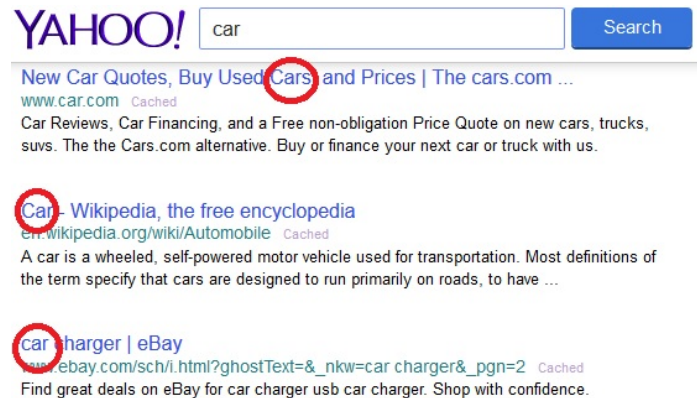 YAHOO! car Search
New Car Quotes, Buy Used Cars, and Prices | The cars.com ...
www.car.com Cached
Car Reviews, Car Financing, and a Free non-obligation Price Quote on new cars, trucks,
suvs. The the Cars.com alternative. Buy or finance your next car or truck with us.
Car - Wikipedia, the free encyclopedia
en.wikipedia.org/wiki/Automobile Cached
A car is a wheeled, self-powered motor vehicle used for transportation. Most definitions of
the term specify that cars are designed to run primarily on roads, to have ...
car charger | eBay
www.ebay.com/sch/i.html?ghostText=&_nkw=car charger&_pgn=2 Cached
Find great deals on eBay for car charger usb car charger. Shop with confidence.